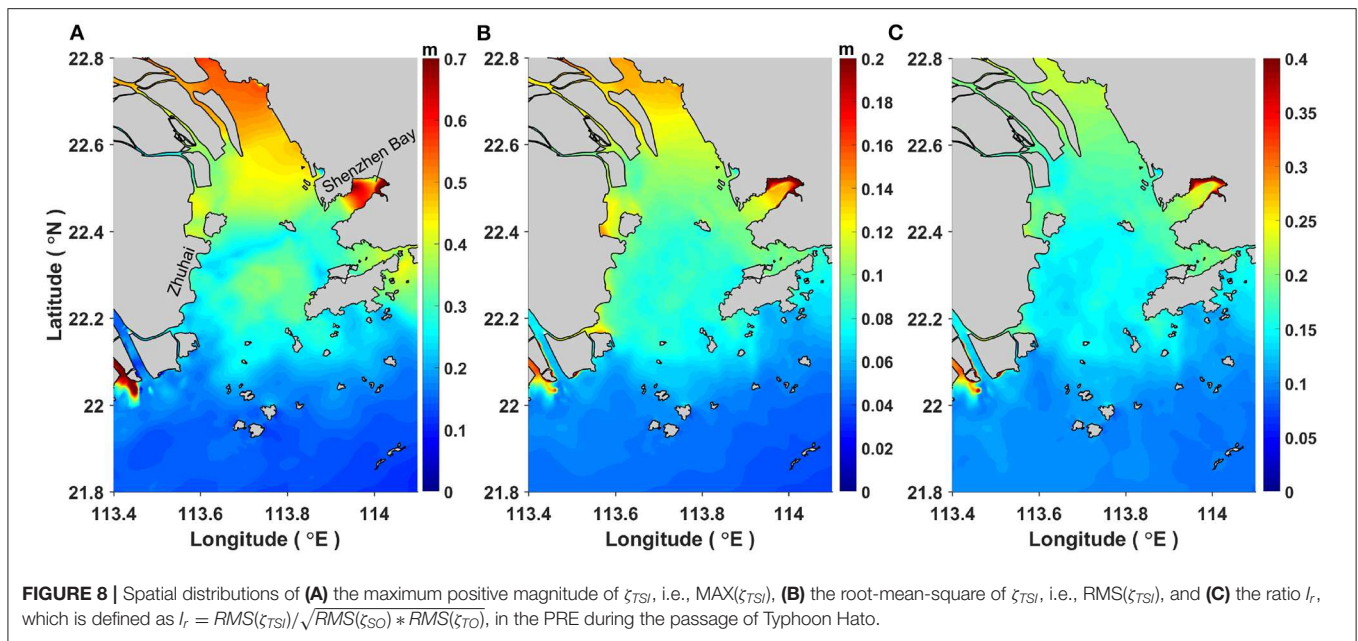 A
B
C
m
m
22.8
22.6
22.4
22.2
22
21.8
Latitude ( °N)
Shenzhen Bay
Zhuhai
0.7
0.6
0.5
0.4
0.3
0.2
0.1
0
0.2
0.18
0.16
0.14
0.12
0.1
0.08
0.06
0.04
0.02
0
0.4
0.35
0.3
0.25
0.2
0.15
0.1
0.05
0
22.8
22.6
22.4
22.2
22
21.8
22.8
22.6
22.4
22.2
22
21.8
113.4 113.6 113.8 114
113.4 113.6 113.8 114
113.4 113.6 113.8 114
Longitude ( °E)
Longitude ( °E)
Longitude ( °E)
FIGURE 8 | Spatial distributions of (A) the maximum positive magnitude of ζTSI, i.e., MAX(ζTSI), (B) the root-mean-square of ζTSI, i.e., RMS(ζTSI), and (C) the ratio Ir,
which is defined as Ir = RMS(ζTSI)/√RMS(ζSO) ∗ RMS(ζTO), in the PRE during the passage of Typhoon Hato.